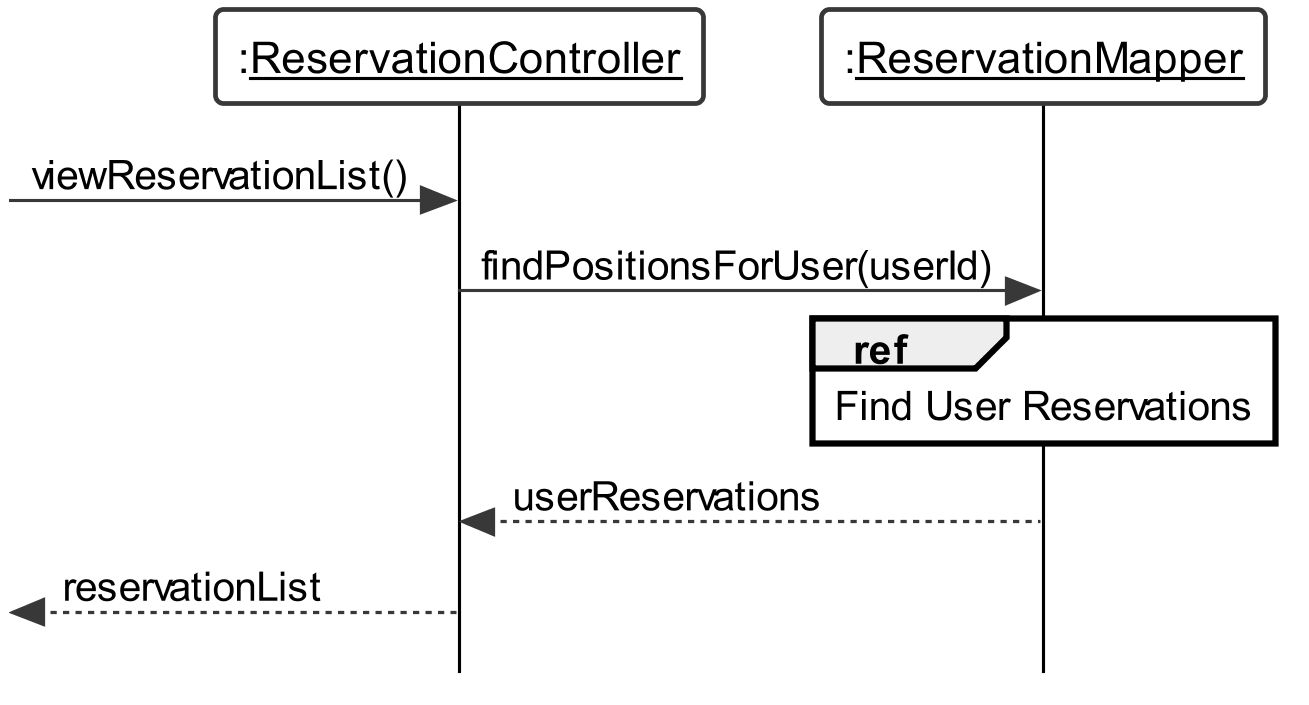 :ReservationController
:ReservationMapper
viewReservationList()
findPositionsForUser(userId)
ref
Find User Reservations
userReservations
reservationList